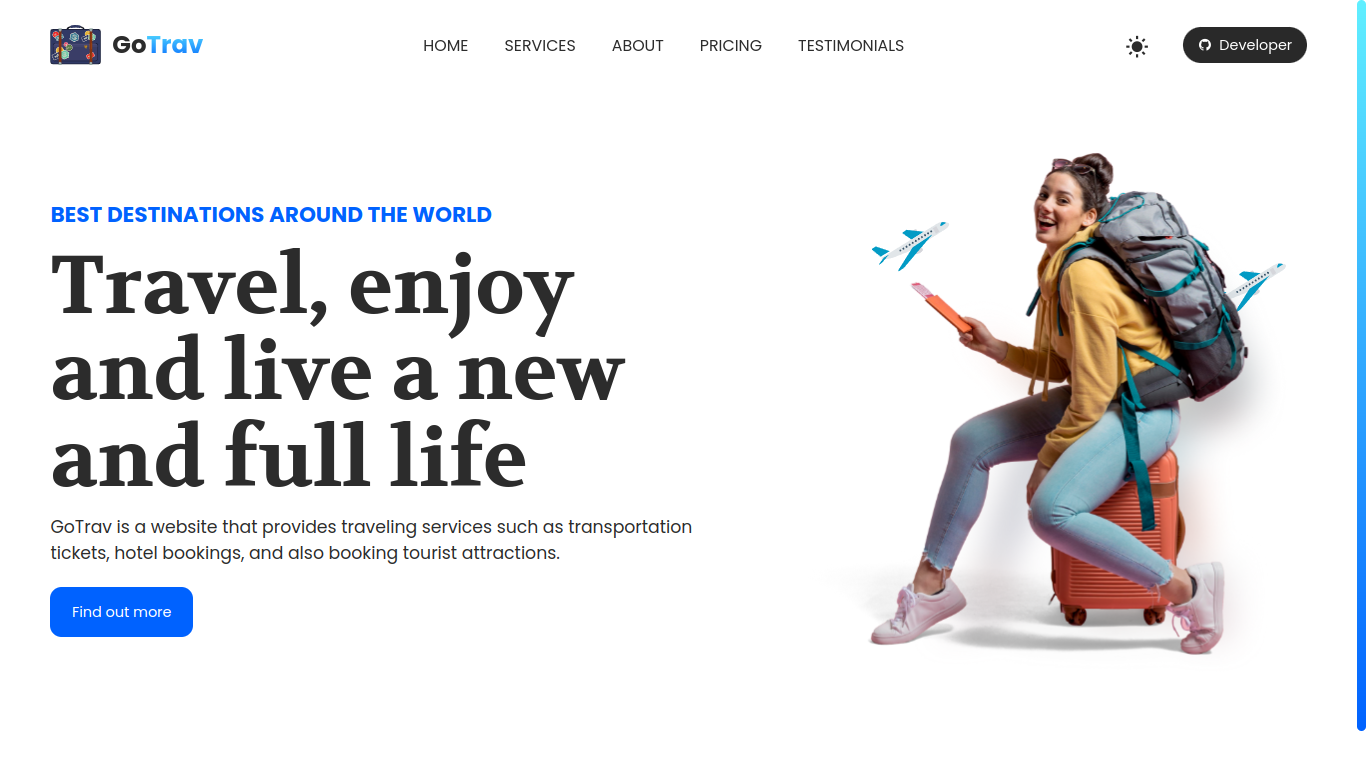 GoTrav
HOME
SERVICES
ABOUT
PRICING
TESTIMONIALS
Developer
BEST DESTINATIONS AROUND THE WORLD
Travel, enjoy
and live a new
and full life
GoTrav is a website that provides traveling services such as transportation
tickets, hotel bookings, and also booking tourist attractions.
Find out more